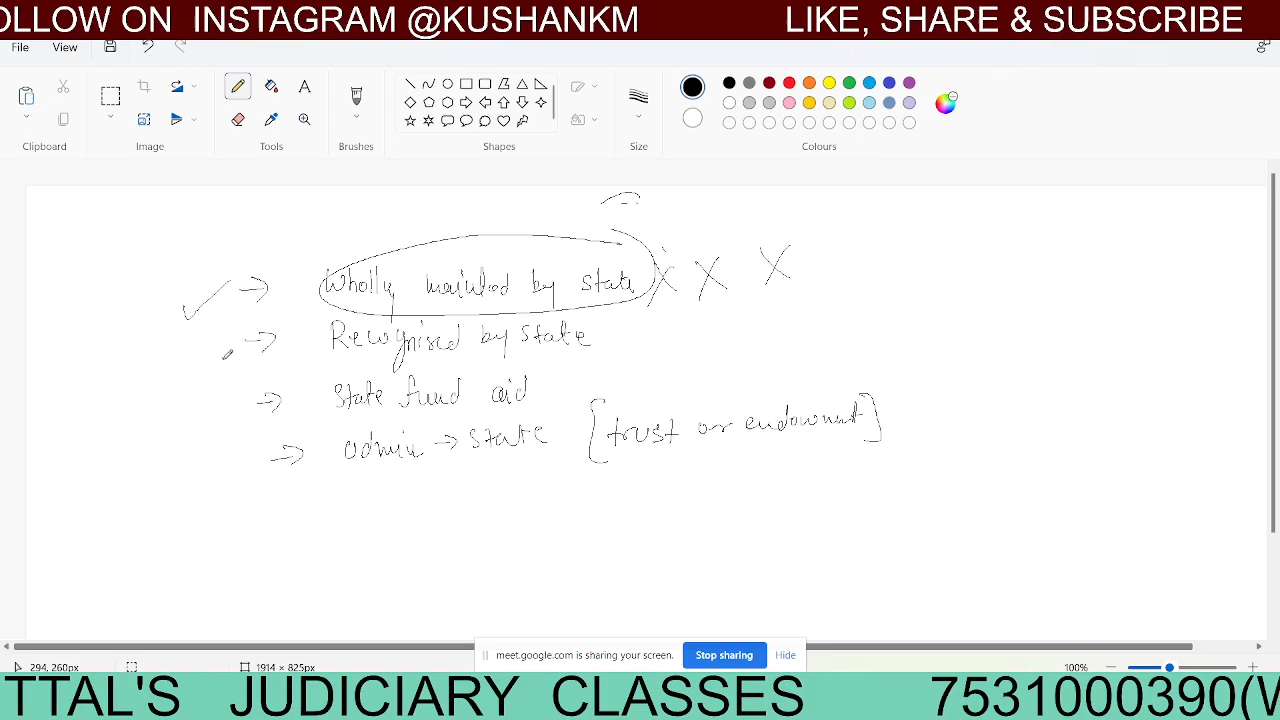 OLLOW ON INSTAGRAM @KUSHANKM LIKE, SHARE & SUBSCRIBE
File View
Clipboard Image Tools Brushes Shapes Size Colours
X X X
→ Wholly by state
→ Recognised by state
→ State fund aid
→ admin → state [trust or endowment]
meet.google.com is sharing your screen. Stop sharing Hide
294, 260px 1914 × 825px 100%
TTAL'S JUDICIARY CLASSES 7531000390(W